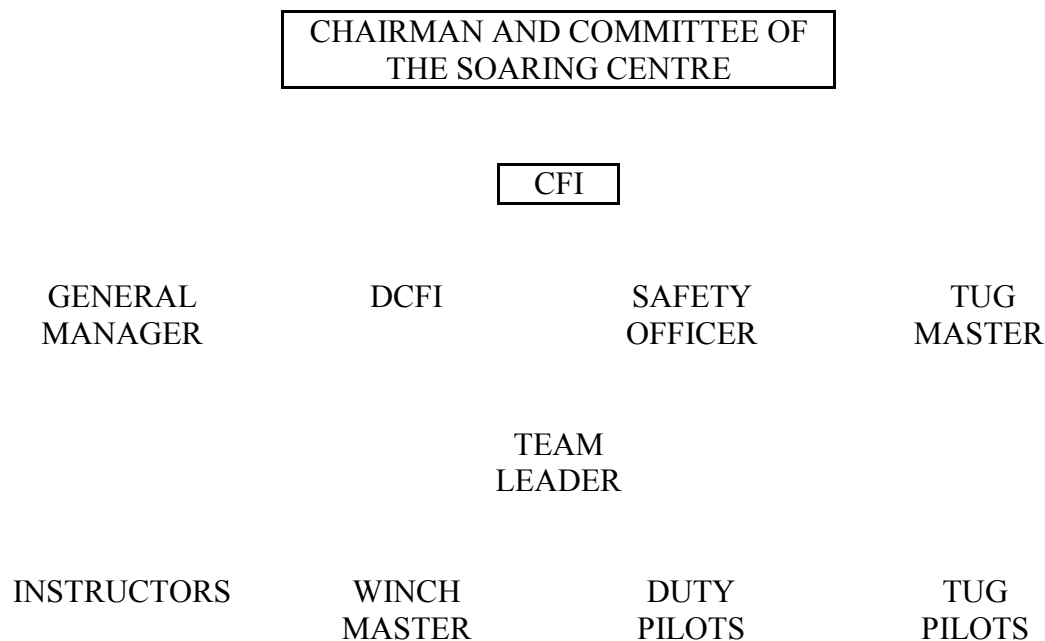 CHAIRMAN AND COMMITTEE OF
THE SOARING CENTRE
CFI
GENERAL
MANAGER
DCFI
SAFETY
OFFICER
TUG
MASTER
TEAM
LEADER
INSTRUCTORS
WINCH
MASTER
DUTY
PILOTS
TUG
PILOTS